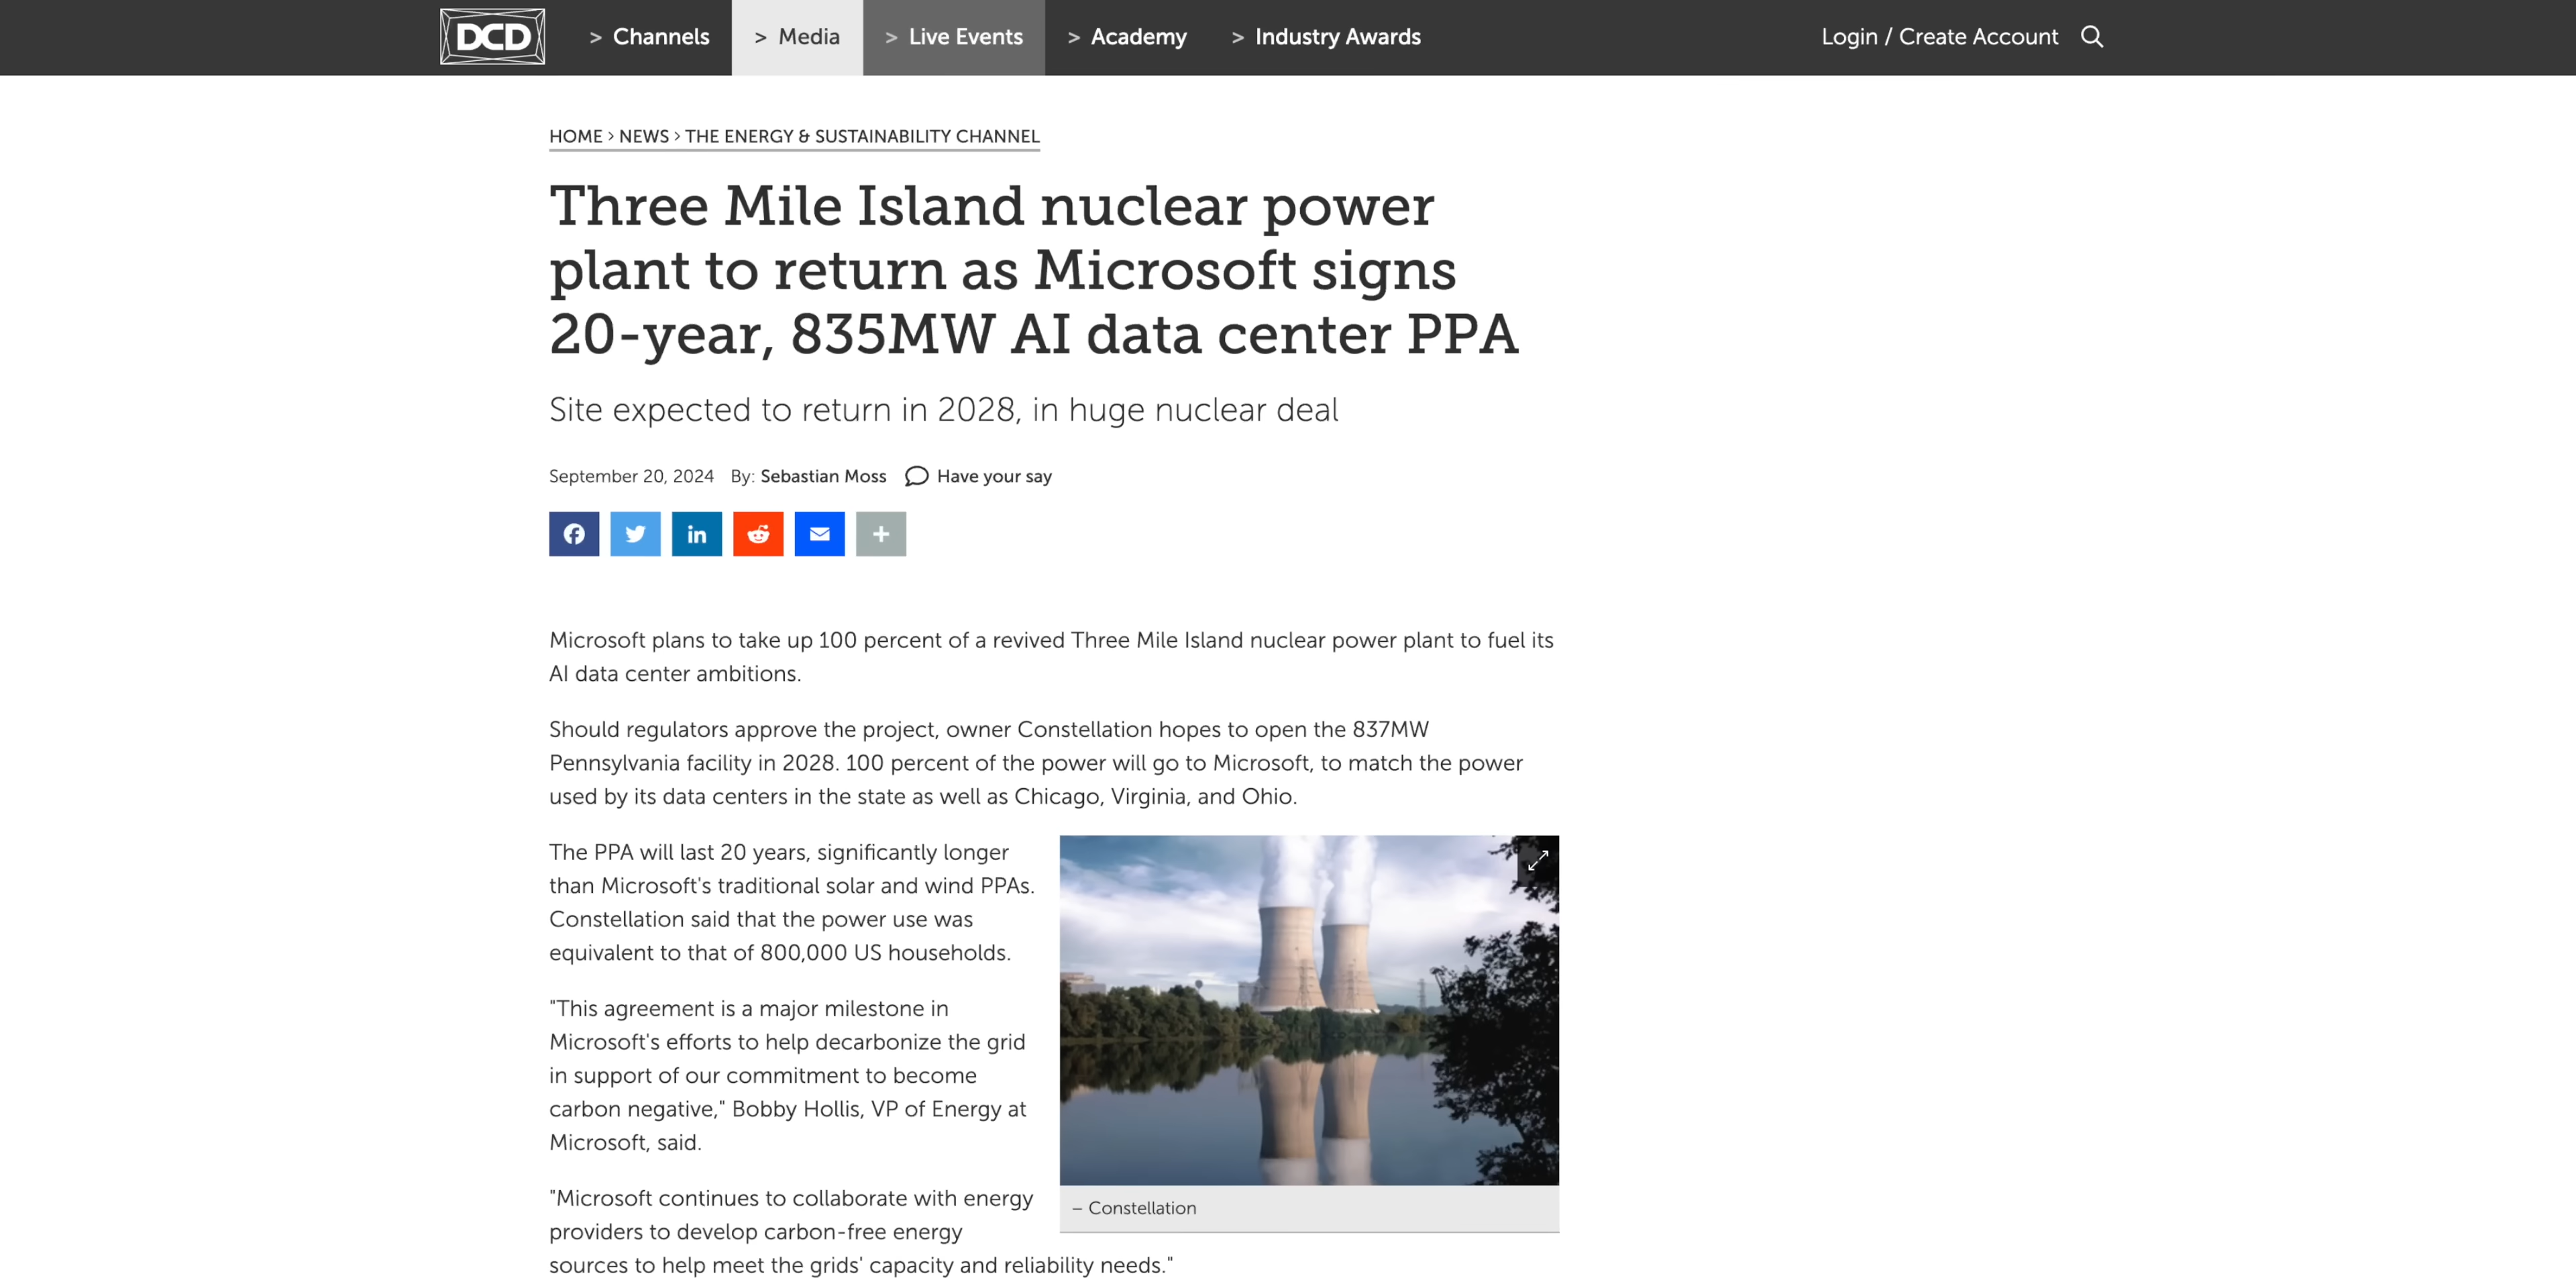 DCD
> Channels
> Media
> Live Events
> Academy
> Industry Awards
Login / Create Account
HOME > NEWS > THE ENERGY & SUSTAINABILITY CHANNEL
Three Mile Island nuclear power
plant to return as Microsoft signs
20-year, 835MW AI data center PPA
Site expected to return in 2028, in huge nuclear deal
September 20, 2024 By: Sebastian Moss Have your say
Microsoft plans to take up 100 percent of a revived Three Mile Island nuclear power plant to fuel its
AI data center ambitions.
Should regulators approve the project, owner Constellation hopes to open the 837MW
Pennsylvania facility in 2028. 100 percent of the power will go to Microsoft, to match the power
used by its data centers in the state as well as Chicago, Virginia, and Ohio.
The PPA will last 20 years, significantly longer
than Microsoft's traditional solar and wind PPAs.
Constellation said that the power use was
equivalent to that of 800,000 US households.
"This agreement is a major milestone in
Microsoft's efforts to help decarbonize the grid
in support of our commitment to become
carbon negative," Bobby Hollis, VP of Energy at
Microsoft, said.
– Constellation
"Microsoft continues to collaborate with energy
providers to develop carbon-free energy
sources to help meet the grids' capacity and reliability needs."